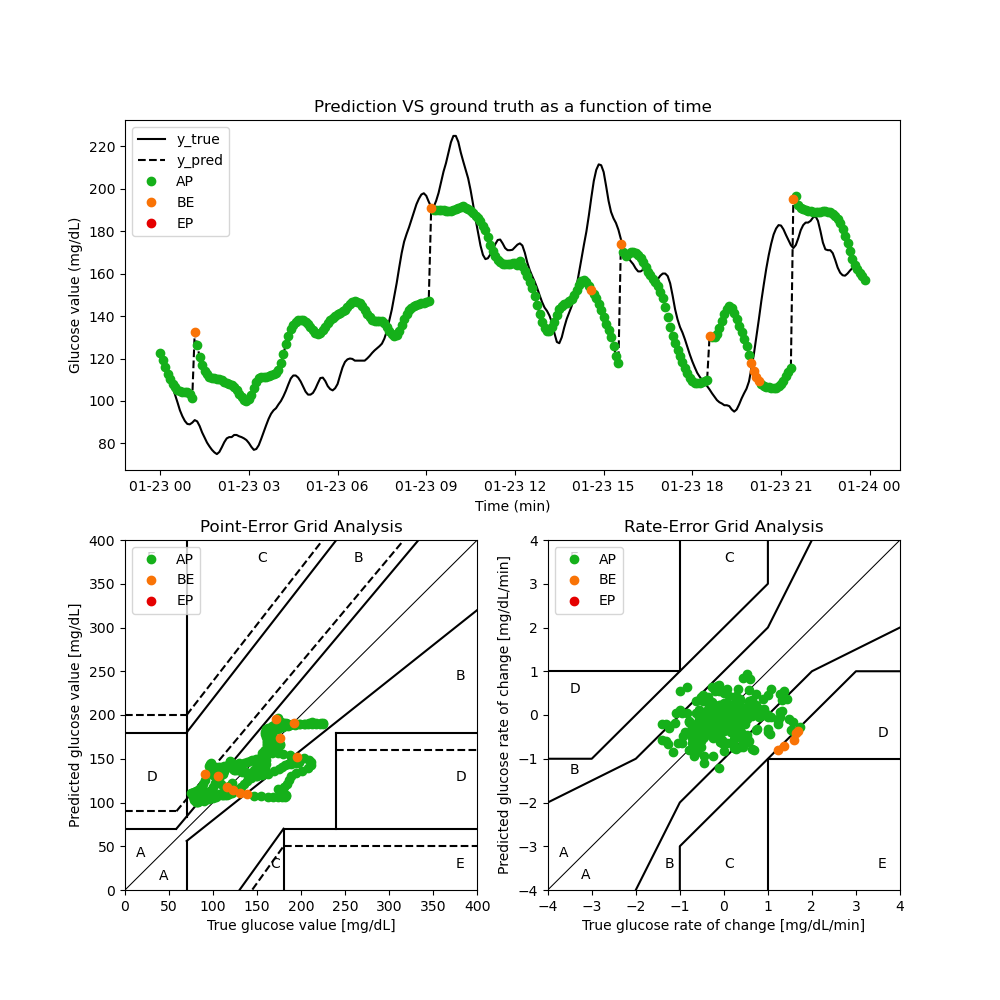 Prediction VS ground truth as a function of time
Glucose value (mg/dL)
220
200
180
160
140
120
100
80
y_true
y_pred
AP
BE
EP
01-23 00 01-23 03 01-23 06 01-23 09 01-23 12 01-23 15 01-23 18 01-23 21 01-24 00
Time (min)
Point-Error Grid Analysis
Predicted glucose value [mg/dL]
400
350
300
250
200
150
100
50
0
AP
BE
EP
C B
B
D D
A A C E
0 50 100 150 200 250 300 350 400
True glucose value [mg/dL]
Rate-Error Grid Analysis
Predicted glucose rate of change [mg/dL/min]
4
3
2
1
0
−1
−2
−3
−4
AP
BE
EP
C
D
D
B
A A B C E
−4 −3 −2 −1 0 1 2 3 4
True glucose rate of change [mg/dL/min]